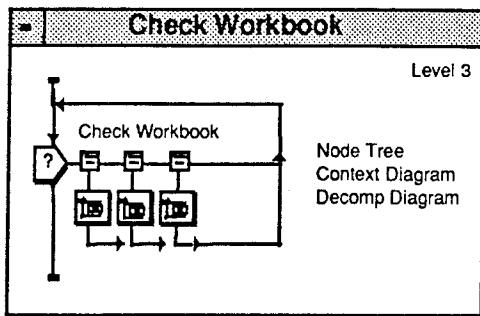 Check Workbook
Level 3
Check Workbook
?
Node Tree
Context Diagram
Decomp Diagram